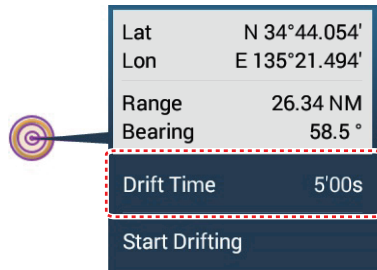 Lat N 34°44.054'
Lon E 135°21.494'
Range 26.34 NM
Bearing 58.5 °
Drift Time 5'00s
Start Drifting